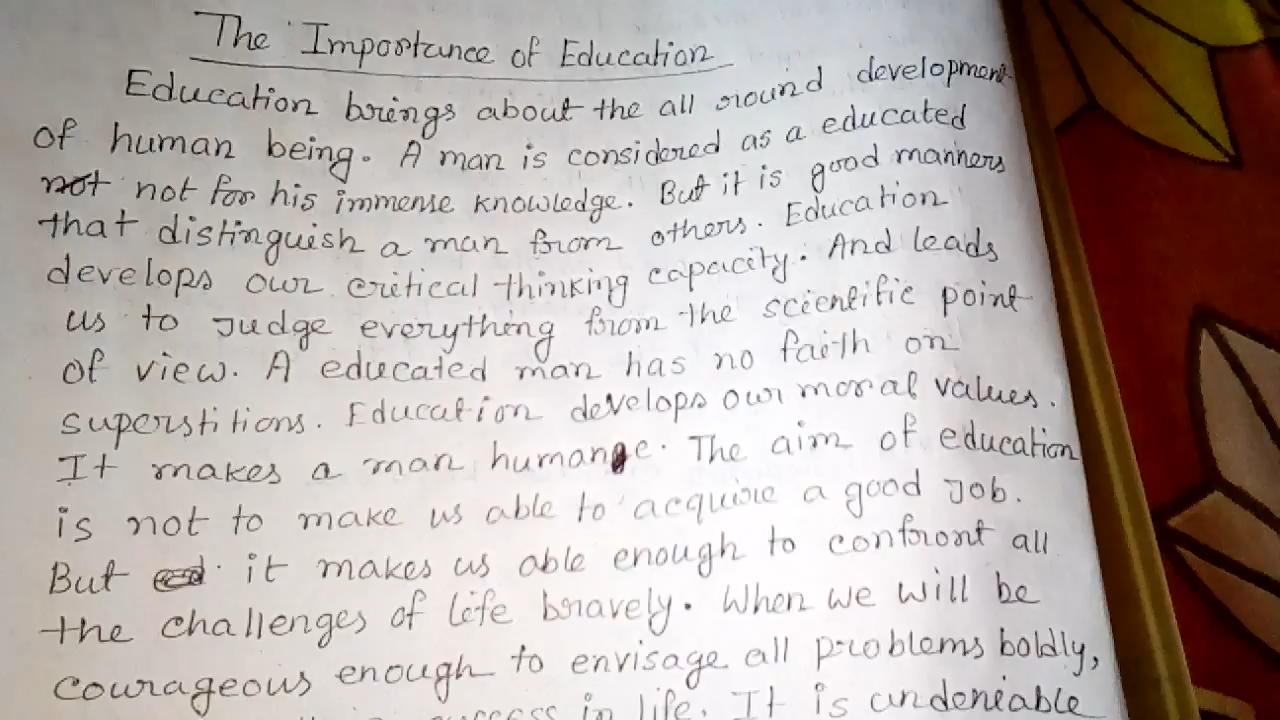 The Importance of Education
Education brings about the all round development
of human being. A man is considered as a educated
not not for his immense knowledge. But it is good manners
that distinguish a man from others. Education
develops our critical thinking capacity. And leads
us to Judge everything from the scientific point
of view. A educated man has no faith on
superstitions. Education develops our moral values.
It makes a man humane. The aim of education
is not to make us able to acquire a good Job.
But it makes us able enough to confront all
the challenges of life bravely. When we will be
courageous enough to envisage all problems boldly,
success in life. It is undeniable